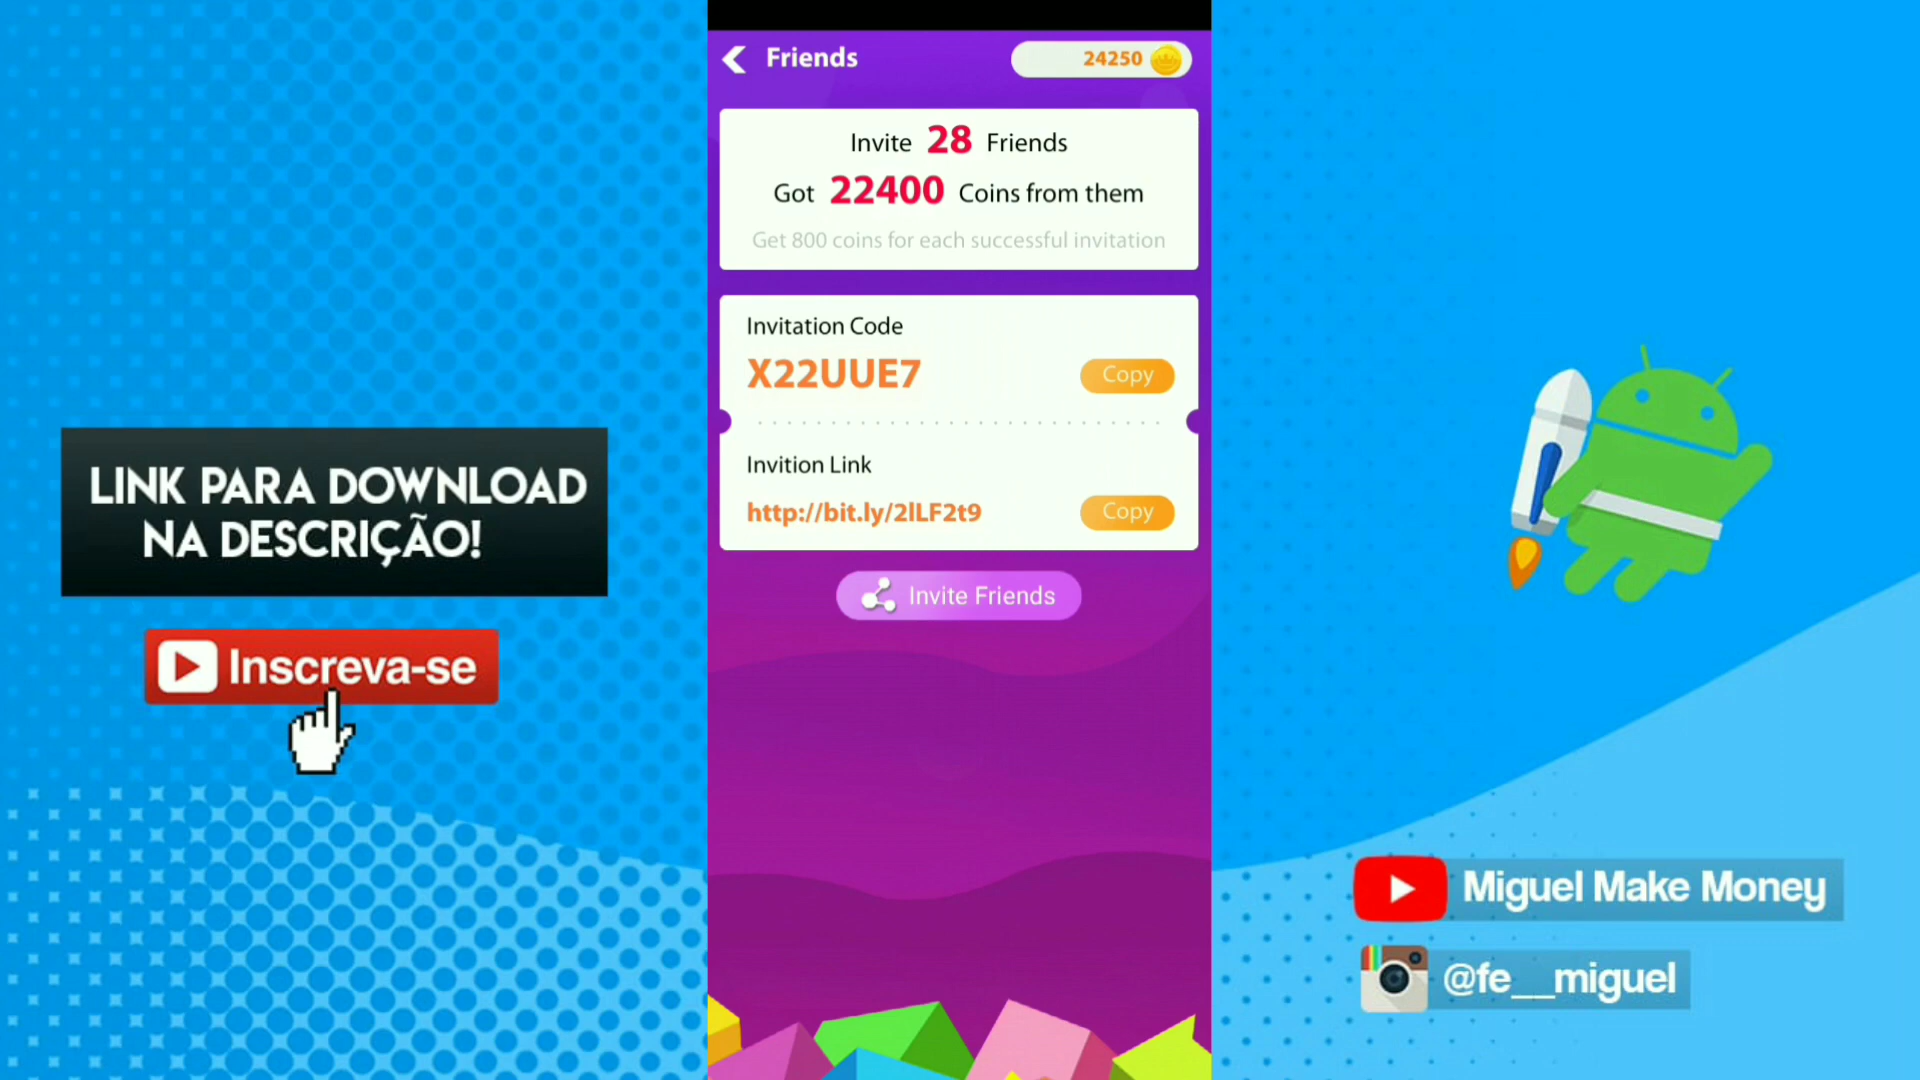 Friends
24250
Invite 28 Friends
Got 22400 Coins from them
Get 800 coins for each successful invitation
Invitation Code
X22UUE7
Copy
Invition Link
http://bit.ly/2lLF2t9
Copy
Invite Friends
LINK PARA DOWNLOAD
NA DESCRIÇÃO!
Inscreva-se
Miguel Make Money
@fe__miguel